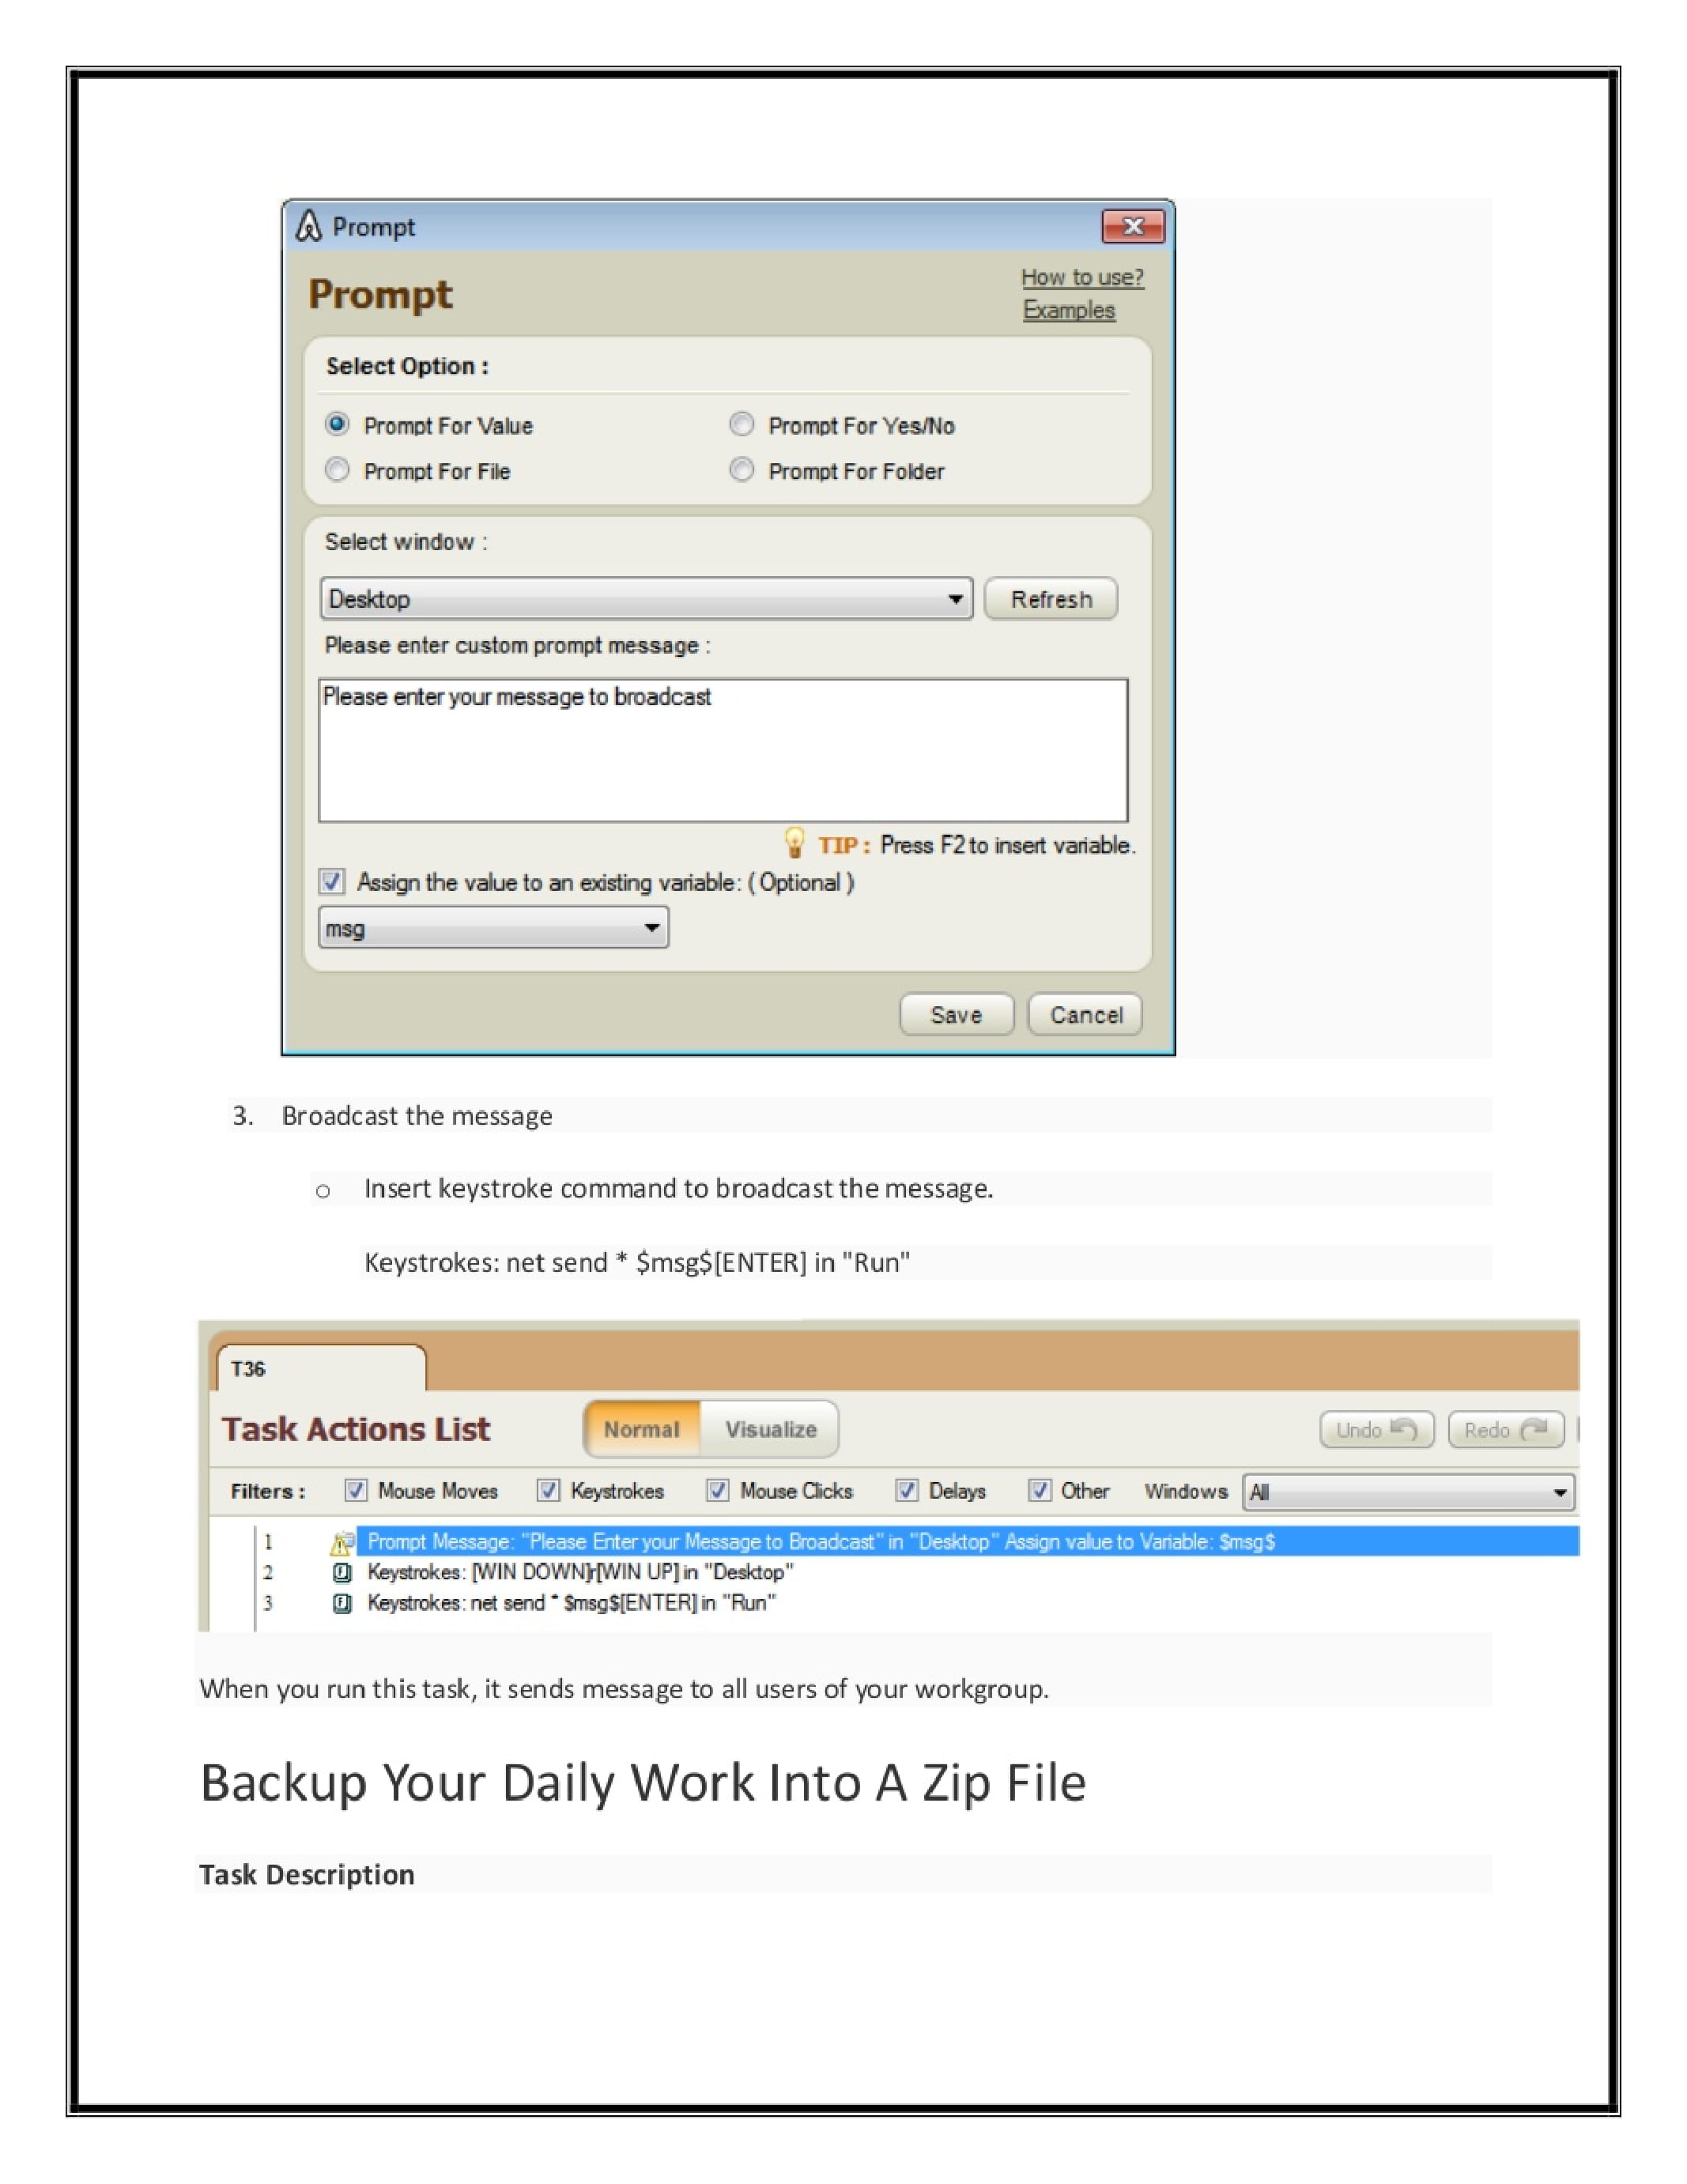 Prompt
Prompt
How to use?
Examples
Select Option :
Prompt For Value
Prompt For Yes/No
Prompt For File
Prompt For Folder
Select window :
Desktop
Refresh
Please enter custom prompt message :
Please enter your message to broadcast
TIP : Press F2 to insert variable.
Assign the value to an existing variable: ( Optional )
msg
Save
Cancel
3. Broadcast the message
o Insert keystroke command to broadcast the message.
Keystrokes: net send * $msg$[ENTER] in "Run"
T36
Task Actions List
Normal
Visualize
Undo
Redo
Filters :
Mouse Moves
Keystrokes
Mouse Clicks
Delays
Other
Windows
All
1 Prompt Message: "Please Enter your Message to Broadcast" in "Desktop" Assign value to Variable: $msg$
2 Keystrokes: [WIN DOWN]r[WIN UP] in "Desktop"
3 Keystrokes: net send * $msg$[ENTER] in "Run"
When you run this task, it sends message to all users of your workgroup.
Backup Your Daily Work Into A Zip File
Task Description